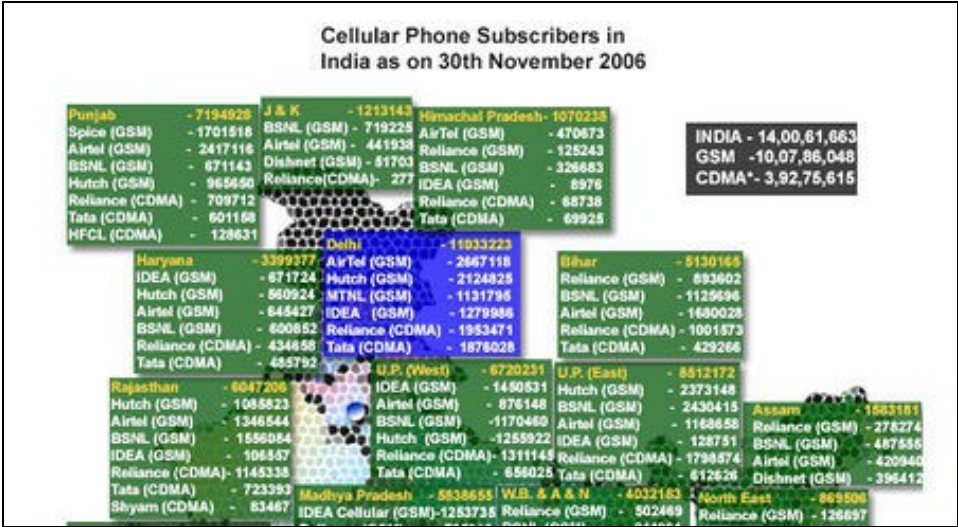 Cellular Phone Subscribers in
India as on 30th November 2006
INDIA - 14,00,61,663
GSM -10,07,86,048
CDMA*- 3,92,75,615
Punjab - 7194928
Spice (GSM) - 1701518
Airtel (GSM) - 2417116
BSNL (GSM) - 671143
Hutch (GSM) - 965650
Reliance (CDMA) - 709712
Tata (CDMA) - 601158
HFCL (CDMA) - 128631
J & K - 1213143
BSNL (GSM) - 719225
Airtel (GSM) - 441938
Dishnet (GSM) - 51703
Reliance(CDMA)- 277
Himachal Pradesh- 1070238
AirTel (GSM) - 470673
Reliance (GSM) - 125243
BSNL (GSM) - 326683
IDEA (GSM) - 8976
Reliance (CDMA) - 68738
Tata (CDMA) - 69925
Haryana - 3399377
IDEA (GSM) - 671724
Hutch (GSM) - 560924
Airtel (GSM) - 645427
BSNL (GSM) - 600852
Reliance (CDMA) - 434658
Tata (CDMA) - 485792
Delhi - 11033223
AirTel (GSM) - 2667118
Hutch (GSM) - 2124825
MTNL (GSM) - 1131795
IDEA (GSM) - 1279986
Reliance (CDMA) - 1953471
Tata (CDMA) - 1876028
Bihar - 5130165
Reliance (GSM) - 893602
BSNL (GSM) - 1125696
Airtel (GSM) - 1680028
Reliance (CDMA) - 1001573
Tata (CDMA) - 429266
Rajasthan - 6047206
Hutch (GSM) - 1085823
Airtel (GSM) - 1346544
BSNL (GSM) - 1556084
IDEA (GSM) - 106557
Reliance (CDMA)- 1145338
Tata (CDMA) - 723393
Shyam (CDMA) - 83467
U.P. (West) - 6720231
IDEA (GSM) - 1450531
Airtel (GSM) - 876148
BSNL (GSM) -1170460
Hutch (GSM) -1255922
Reliance (CDMA)- 1311145
Tata (CDMA) - 656025
U.P. (East) - 8512172
Hutch (GSM) - 2373148
BSNL (GSM) - 2430415
Airtel (GSM) - 1168658
IDEA (GSM) - 128751
Reliance (CDMA) - 1798574
Tata (CDMA) - 612626
Assam - 1583181
Reliance (GSM) - 278274
BSNL (GSM) - 487555
Airtel (GSM) - 420940
Dishnet (GSM) - 396412
Madhya Pradesh - 5838655
IDEA Cellular (GSM)-1253735
W.B. & A & N - 4032183
Reliance (GSM) - 502469
North East - 869506
Reliance (GSM) - 126697